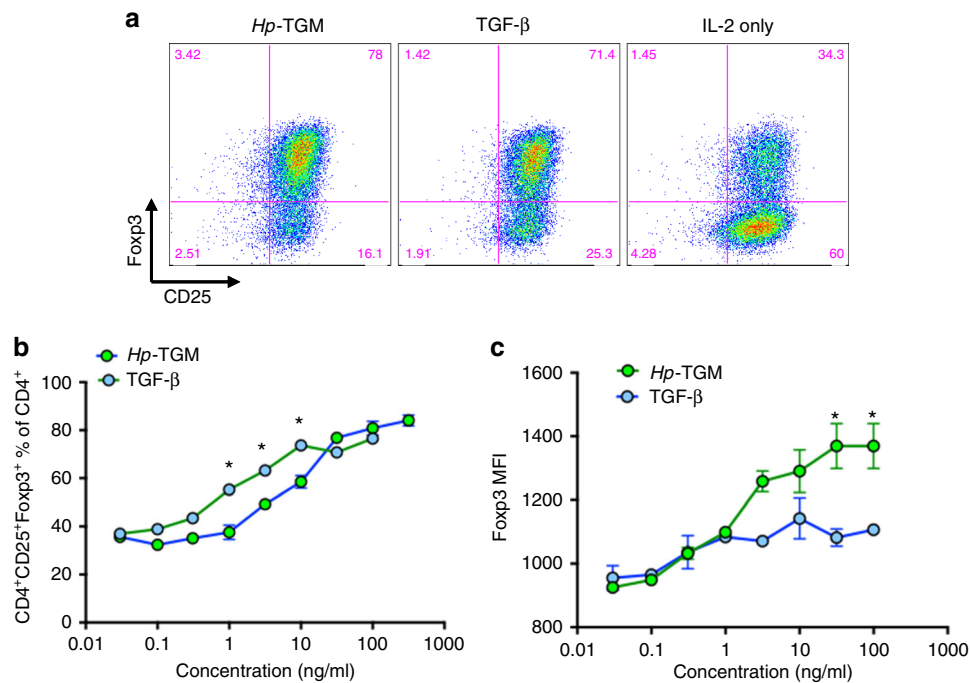 a
Hp-TGM TGF-β IL-2 only
3.42 78 1.42 71.4 1.45 34.3
2.51 16.1 1.91 25.3 4.28 60
Foxp3
CD25
b
Hp-TGM
TGF-β
CD4+CD25+Foxp3+ % of CD4+
100
80
60
40
20
0
* * *
0.01 0.1 1 10 100 1000
Concentration (ng/ml)
c
Hp-TGM
TGF-β
Foxp3 MFI
1600
1400
1200
1000
800
* *
0.01 0.1 1 10 100 1000
Concentration (ng/ml)